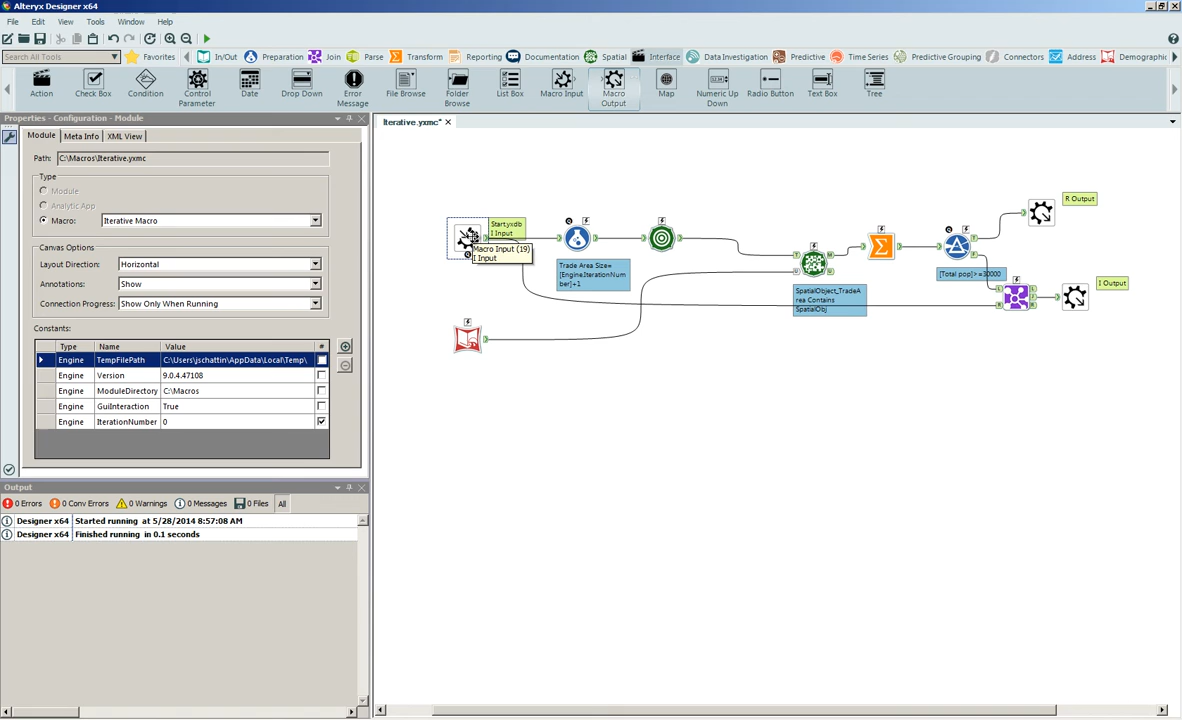 Alteryx Designer x64
File Edit View Tools Window Help
Search All Tools Favorites In/Out Preparation Join Parse Transform Reporting Documentation Spatial Interface Data Investigation Predictive Time Series Predictive Grouping Connectors Address Demographic
Action Check Box Condition Control Parameter Date Drop Down Error Message File Browse Folder Browse List Box Macro Input Macro Output Map Numeric Up Down Radio Button Text Box Tree
Properties - Configuration - Module
Iterative.yxmc*
Module Meta Info XML View
Path: C:\Macros\Iterative.yxmc
Type
Module
Analytic App
Macro: Iterative Macro
Canvas Options
Layout Direction: Horizontal
Annotations: Show
Connection Progress: Show Only When Running
Constants:
Type Name Value #
Engine TempFilePath C:\Users\jschattin\AppData\Local\Temp\
Engine Version 9.0.4.47108
Engine ModuleDirectory C:\Macros
Engine GuiInteraction True
Engine IterationNumber 0
Start.yxdb
I Input
Macro Input (19)
I Input
Trade Area Size=
[EngineIterationNum
ber]+1
SpatialObject_TradeA
rea Contains
SpatialObj
[Total pop]>=30000
R Output
I Output
Output
0 Errors 0 Conv Errors 0 Warnings 0 Messages 0 Files All
Designer x64 Started running at 5/28/2014 8:57:08 AM
Designer x64 Finished running in 0.1 seconds